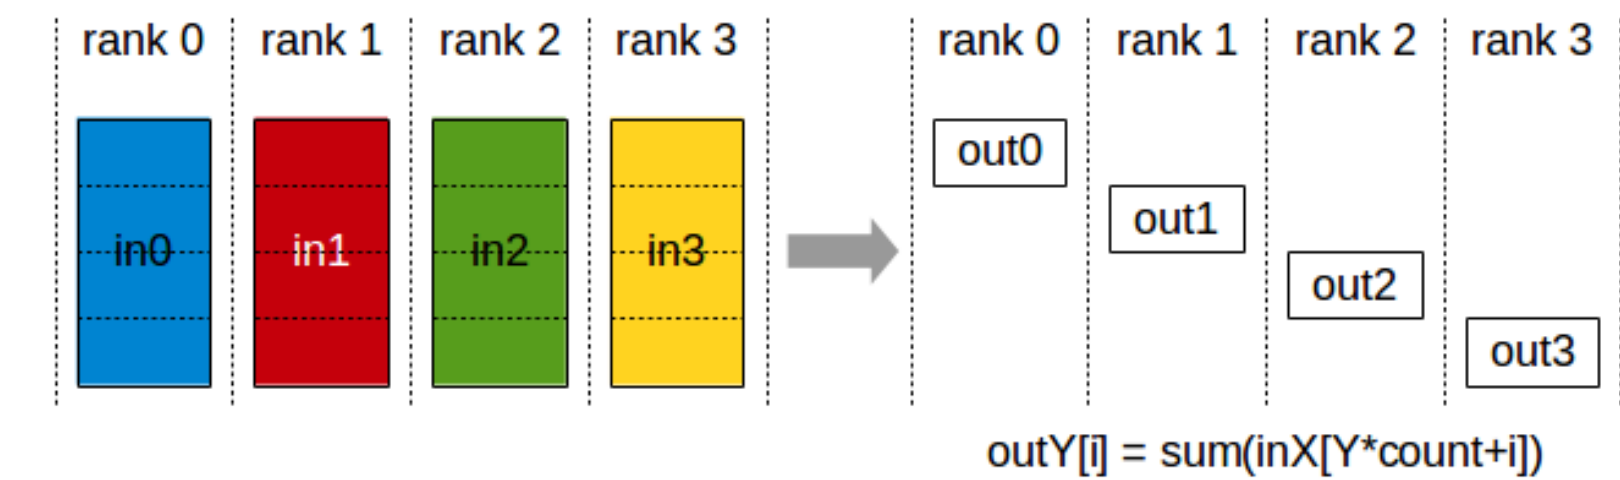 rank 0 rank 1 rank 2 rank 3 rank 0 rank 1 rank 2 rank 3
out0
out1
in0 in1 in2 in3
out2
out3
outY[i] = sum(inX[Y*count+i])